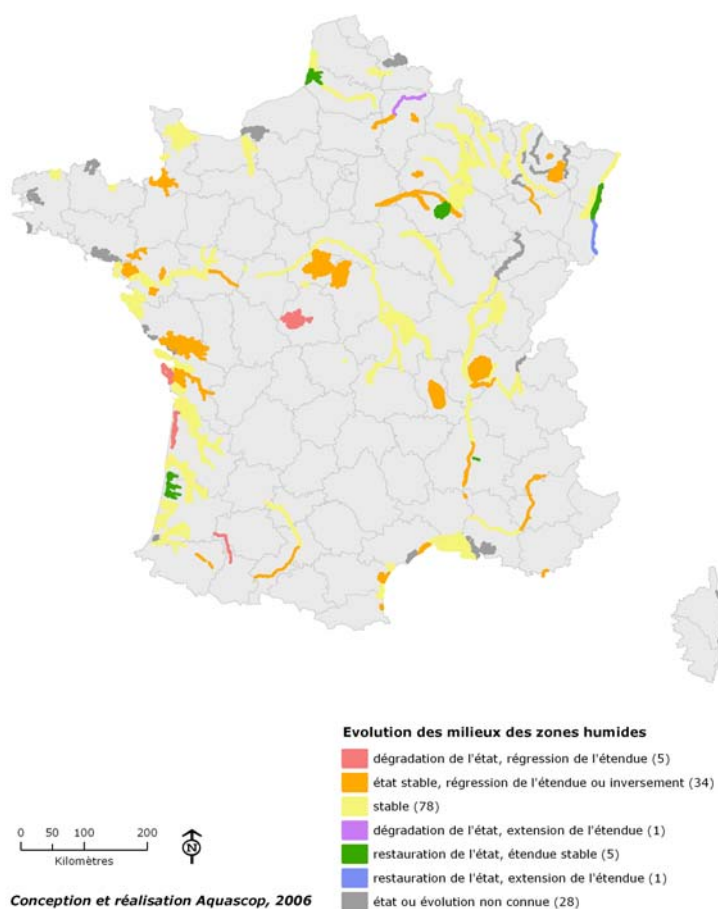 Evolution des milieux des zones humides
dégradation de l'état, régression de l'étendue (5)
état stable, régression de l'étendue ou inversement (34)
stable (78)
dégradation de l'état, extension de l'étendue (1)
restauration de l'état, étendue stable (5)
restauration de l'état, extension de l'étendue (1)
état ou évolution non connue (28)
0 50 100 200
Kilomètres
N
Conception et réalisation Aquascop, 2006